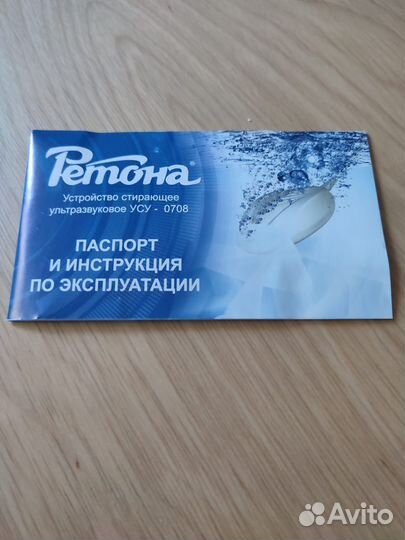 Ретона®
Устройство стирающее
ультразвуковое УСУ - 0708
ПАСПОРТ
И ИНСТРУКЦИЯ
ПО ЭКСПЛУАТАЦИИ
Avito